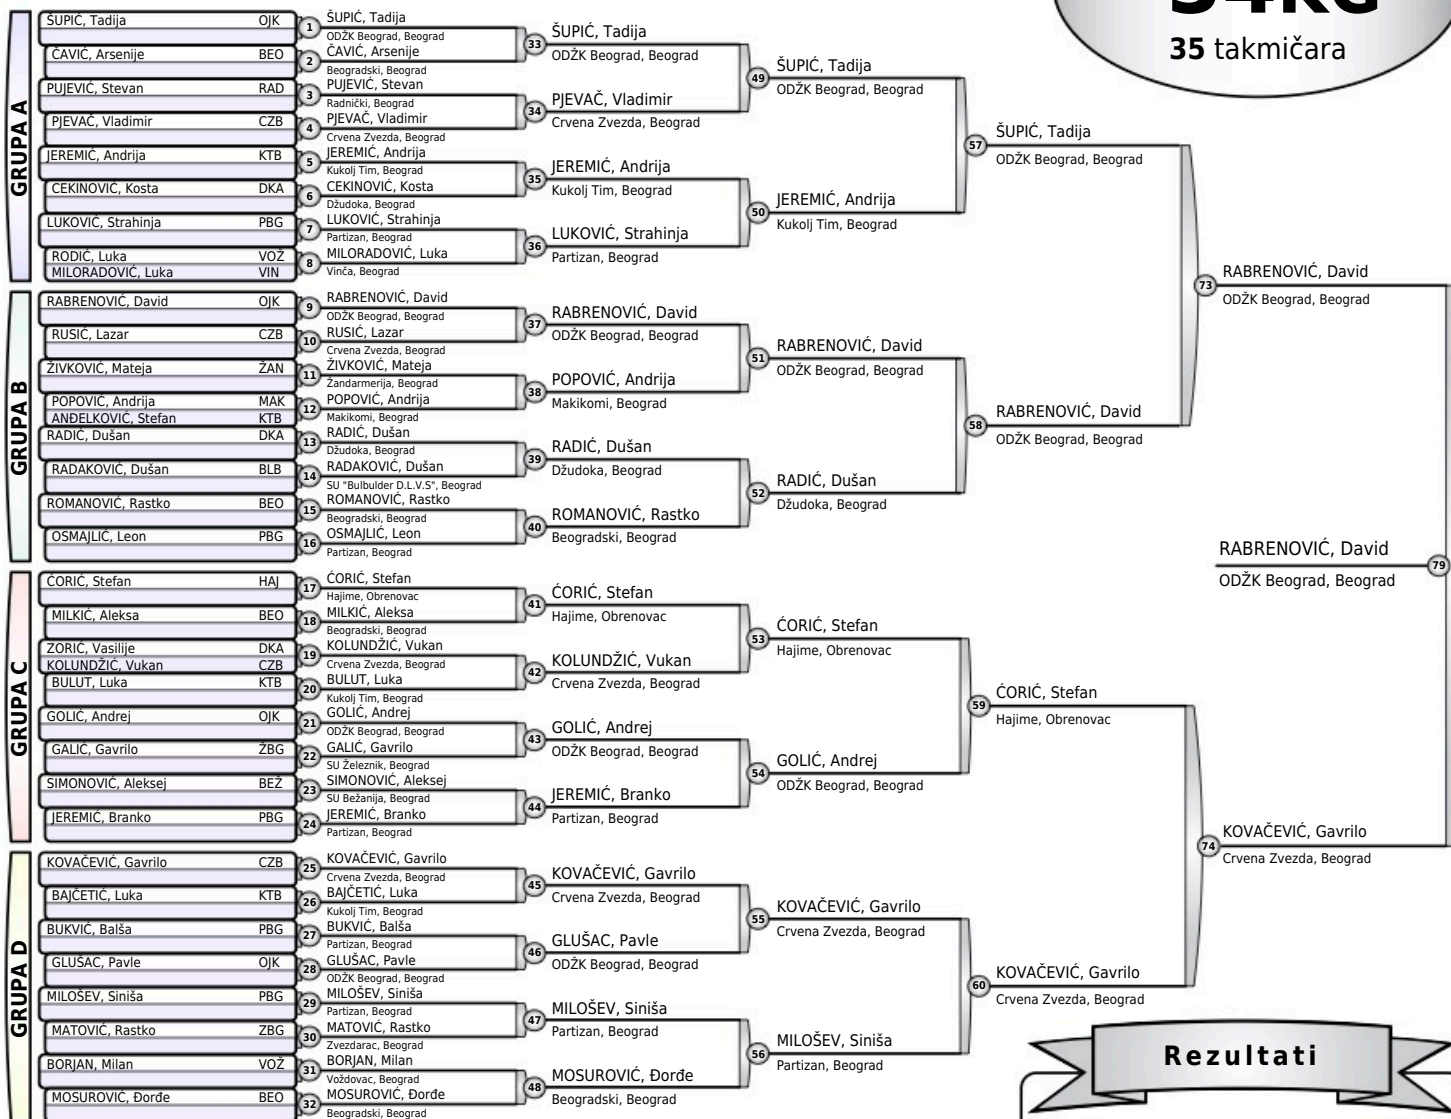 35 takmičara
GRUPA A
ŠUPIĆ, Tadija OJK
ČAVIĆ, Arsenije BEO
PUJEVIĆ, Stevan RAD
PJEVAČ, Vladimir CZB
JEREMIĆ, Andrija KTB
CEKINOVIĆ, Kosta DKA
LUKOVIĆ, Strahinja PBG
RODIĆ, Luka VOŽ
MILORADOVIĆ, Luka VIN
GRUPA B
RABRENOVIĆ, David OJK
RUSIĆ, Lazar CZB
ŽIVKOVIĆ, Mateja ŽAN
POPOVIĆ, Andrija MAK
ANĐELKOVIĆ, Stefan KTB
RADIĆ, Dušan DKA
RADAKOVIĆ, Dušan BLB
ROMANOVIĆ, Rastko BEO
OSMAJLIĆ, Leon PBG
GRUPA C
ĆORIĆ, Stefan HAJ
MILKIĆ, Aleksa BEO
ZORIĆ, Vasilije DKA
KOLUNDŽIĆ, Vukan CZB
BULUT, Luka KTB
GOLIĆ, Andrej OJK
GALIĆ, Gavrilo ŽBG
SIMONOVIĆ, Aleksej BEŽ
JEREMIĆ, Branko PBG
GRUPA D
KOVAČEVIĆ, Gavrilo CZB
BAJČETIĆ, Luka KTB
BUKVIĆ, Balša PBG
GLUŠAC, Pavle OJK
MILOŠEV, Siniša PBG
MATOVIĆ, Rastko ZBG
BORJAN, Milan VOŽ
MOSUROVIĆ, Đorđe BEO
1 ŠUPIĆ, Tadija
ODŽK Beograd, Beograd
2 ČAVIĆ, Arsenije
Beogradski, Beograd
3 PUJEVIĆ, Stevan
Radnički, Beograd
4 PJEVAČ, Vladimir
Crvena Zvezda, Beograd
5 JEREMIĆ, Andrija
Kukolj Tim, Beograd
6 CEKINOVIĆ, Kosta
Džudoka, Beograd
7 LUKOVIĆ, Strahinja
Partizan, Beograd
8 MILORADOVIĆ, Luka
Vinča, Beograd
9 RABRENOVIĆ, David
ODŽK Beograd, Beograd
10 RUSIĆ, Lazar
Crvena Zvezda, Beograd
11 ŽIVKOVIĆ, Mateja
Žandarmerija, Beograd
12 POPOVIĆ, Andrija
Makikomi, Beograd
13 RADIĆ, Dušan
Džudoka, Beograd
14 RADAKOVIĆ, Dušan
SU "Bulbulder D.L.V.S", Beograd
15 ROMANOVIĆ, Rastko
Beogradski, Beograd
16 OSMAJLIĆ, Leon
Partizan, Beograd
17 ĆORIĆ, Stefan
Hajime, Obrenovac
18 MILKIĆ, Aleksa
Beogradski, Beograd
19 KOLUNDŽIĆ, Vukan
Crvena Zvezda, Beograd
20 BULUT, Luka
Kukolj Tim, Beograd
21 GOLIĆ, Andrej
ODŽK Beograd, Beograd
22 GALIĆ, Gavrilo
SU Železnik, Beograd
23 SIMONOVIĆ, Aleksej
SU Bežanija, Beograd
24 JEREMIĆ, Branko
Partizan, Beograd
25 KOVAČEVIĆ, Gavrilo
Crvena Zvezda, Beograd
26 BAJČETIĆ, Luka
Kukolj Tim, Beograd
27 BUKVIĆ, Balša
Partizan, Beograd
28 GLUŠAC, Pavle
ODŽK Beograd, Beograd
29 MILOŠEV, Siniša
Partizan, Beograd
30 MATOVIĆ, Rastko
Zvezdarac, Beograd
31 BORJAN, Milan
Voždovac, Beograd
32 MOSUROVIĆ, Đorđe
Beogradski, Beograd
33 ŠUPIĆ, Tadija
ODŽK Beograd, Beograd
34 PJEVAČ, Vladimir
Crvena Zvezda, Beograd
35 JEREMIĆ, Andrija
Kukolj Tim, Beograd
36 LUKOVIĆ, Strahinja
Partizan, Beograd
37 RABRENOVIĆ, David
ODŽK Beograd, Beograd
38 POPOVIĆ, Andrija
Makikomi, Beograd
39 RADIĆ, Dušan
Džudoka, Beograd
40 ROMANOVIĆ, Rastko
Beogradski, Beograd
41 ĆORIĆ, Stefan
Hajime, Obrenovac
42 KOLUNDŽIĆ, Vukan
Crvena Zvezda, Beograd
43 GOLIĆ, Andrej
ODŽK Beograd, Beograd
44 JEREMIĆ, Branko
Partizan, Beograd
45 KOVAČEVIĆ, Gavrilo
Crvena Zvezda, Beograd
46 GLUŠAC, Pavle
ODŽK Beograd, Beograd
47 MILOŠEV, Siniša
Partizan, Beograd
48 MOSUROVIĆ, Đorđe
Beogradski, Beograd
49 ŠUPIĆ, Tadija
ODŽK Beograd, Beograd
50 JEREMIĆ, Andrija
Kukolj Tim, Beograd
51 RABRENOVIĆ, David
ODŽK Beograd, Beograd
52 RADIĆ, Dušan
Džudoka, Beograd
53 ĆORIĆ, Stefan
Hajime, Obrenovac
54 GOLIĆ, Andrej
ODŽK Beograd, Beograd
55 KOVAČEVIĆ, Gavrilo
Crvena Zvezda, Beograd
56 MILOŠEV, Siniša
Partizan, Beograd
57 ŠUPIĆ, Tadija
ODŽK Beograd, Beograd
58 RABRENOVIĆ, David
ODŽK Beograd, Beograd
59 ĆORIĆ, Stefan
Hajime, Obrenovac
60 KOVAČEVIĆ, Gavrilo
Crvena Zvezda, Beograd
73 RABRENOVIĆ, David
ODŽK Beograd, Beograd
74 KOVAČEVIĆ, Gavrilo
Crvena Zvezda, Beograd
RABRENOVIĆ, David 79
ODŽK Beograd, Beograd
Rezultati